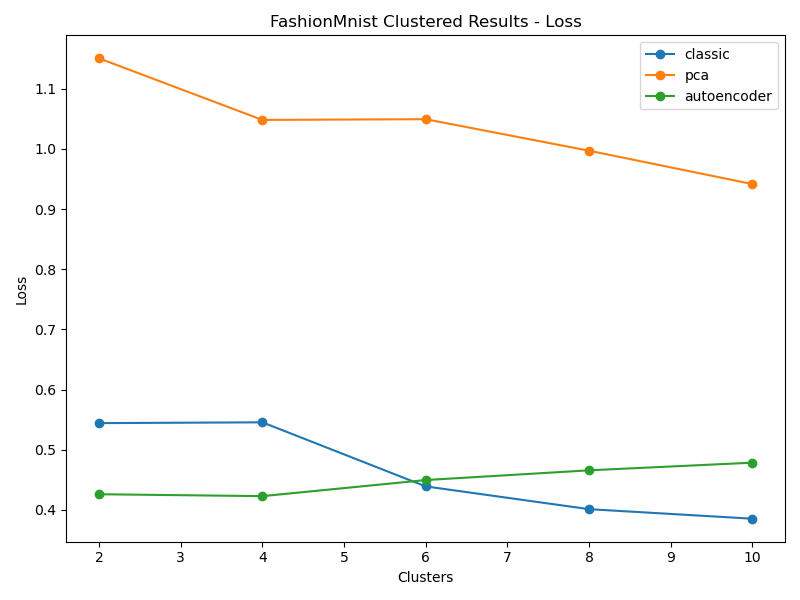 FashionMnist Clustered Results - Loss
classic
pca
autoencoder
1.1
1.0
0.9
0.8
0.7
0.6
0.5
0.4
Loss
2 3 4 5 6 7 8 9 10
Clusters